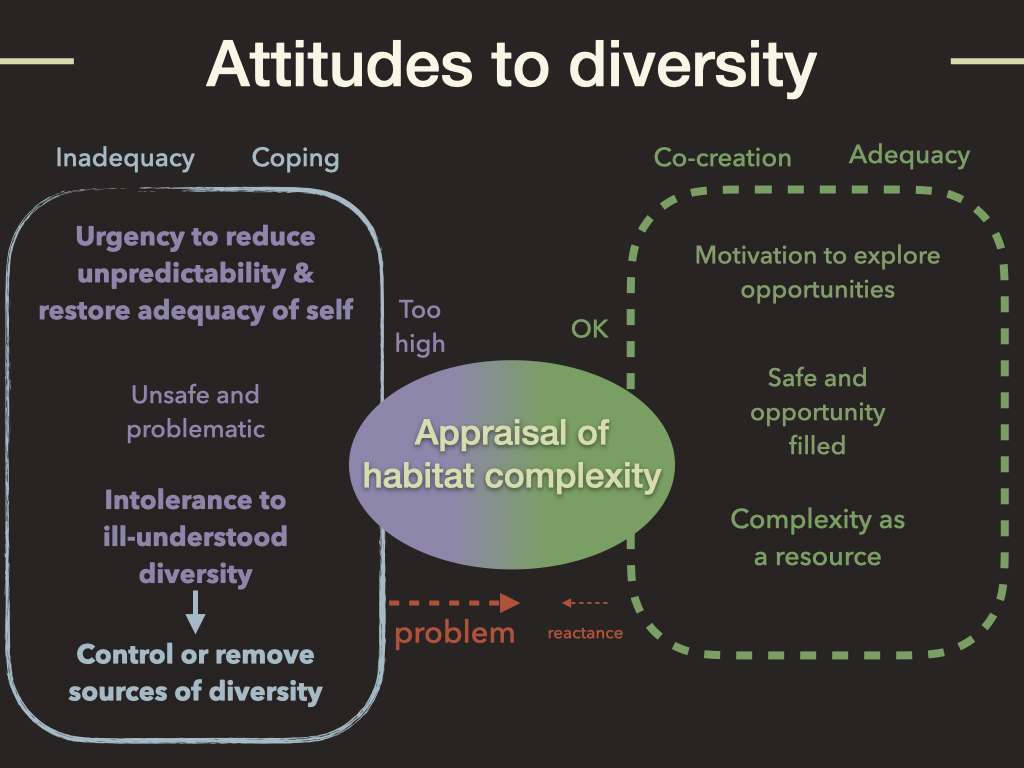 Attitudes to diversity
Inadequacy
Coping
Co-creation
Adequacy
Urgency to reduce
unpredictability &
restore adequacy of self
Unsafe and
problematic
Intolerance to
ill-understood
diversity
Control or remove
sources of diversity
Too
high
OK
Appraisal of
habitat complexity
problem
reactance
Motivation to explore
opportunities
Safe and
opportunity
filled
Complexity as
a resource